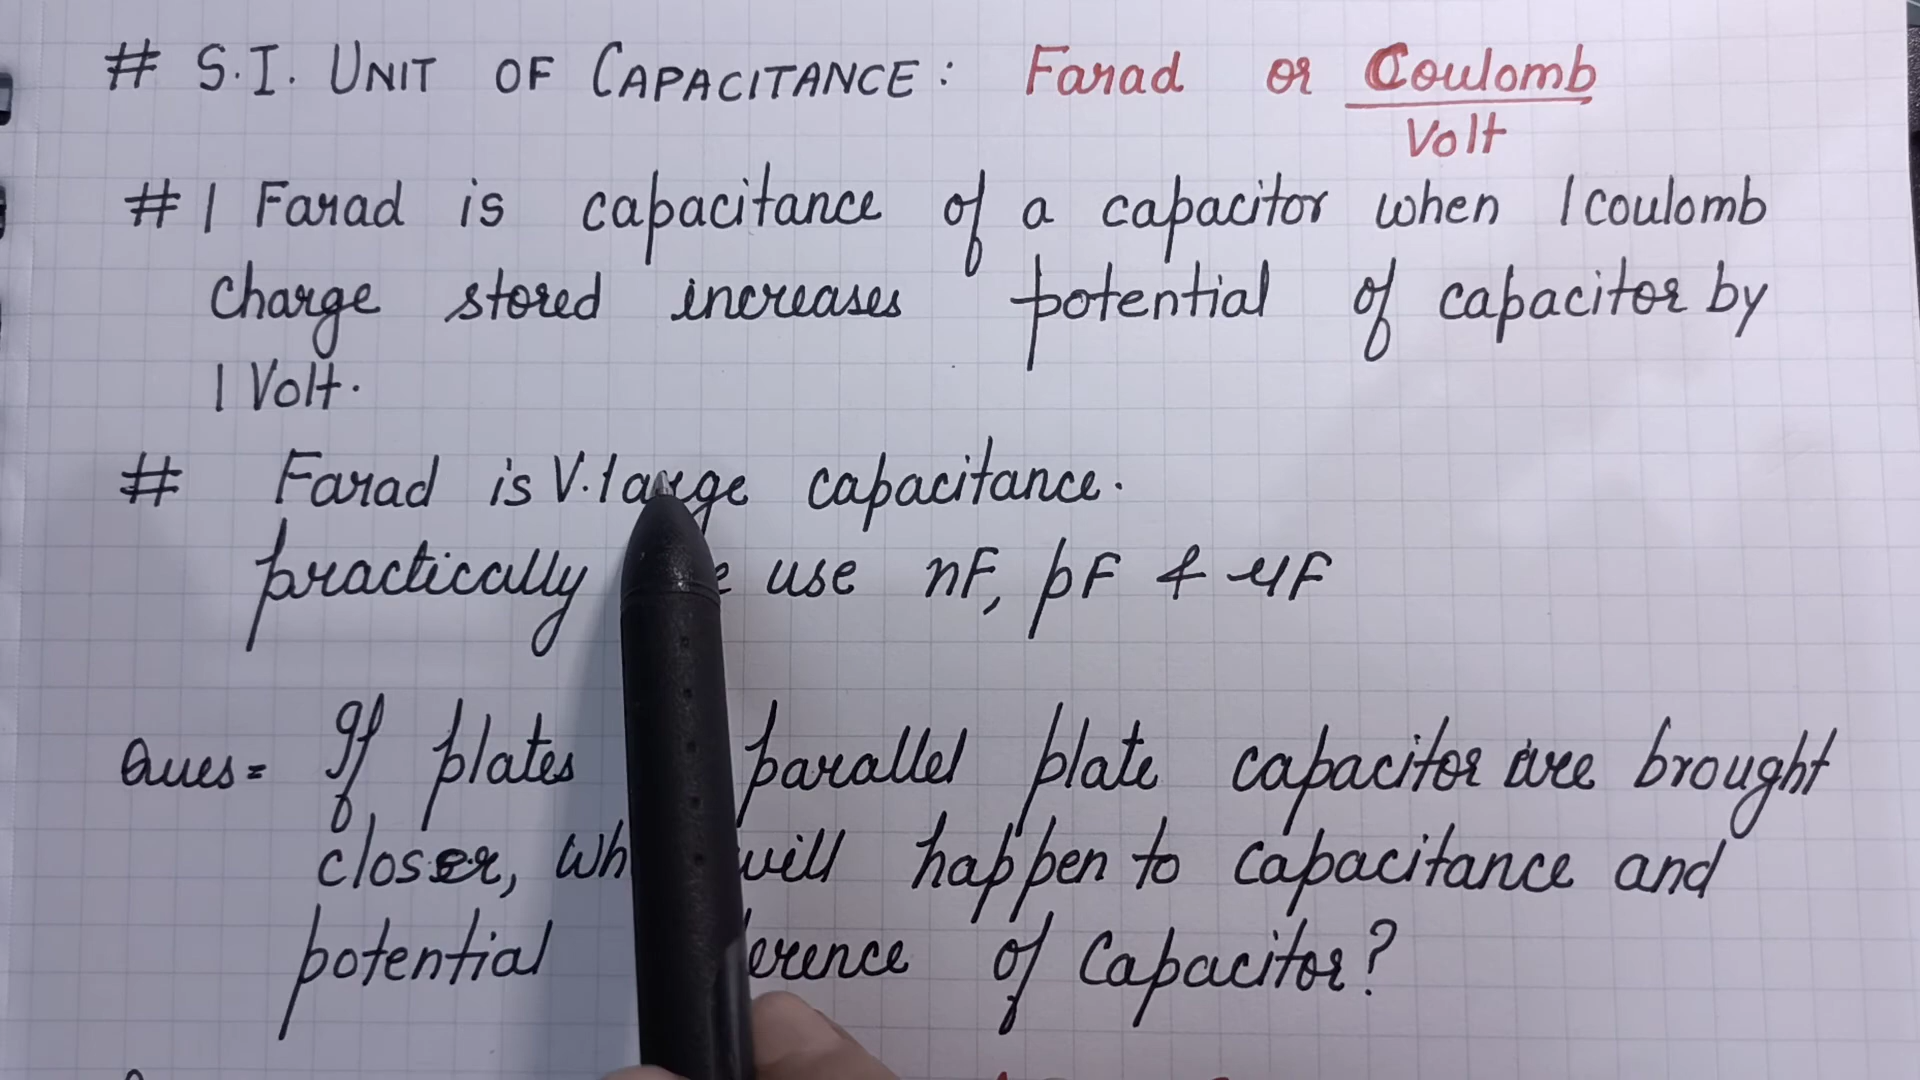 # S.I. UNIT OF CAPACITANCE: Farad or Coulomb
Volt
# 1 Farad is capacitance of a capacitor when 1 coulomb
charge stored increases potential of capacitor by
1 Volt.
# Farad is V. large capacitance.
practically use nF, pF & μF
Ques = If plates parallel plate capacitor are brought
closer, will happen to capacitance and
potential of Capacitor?